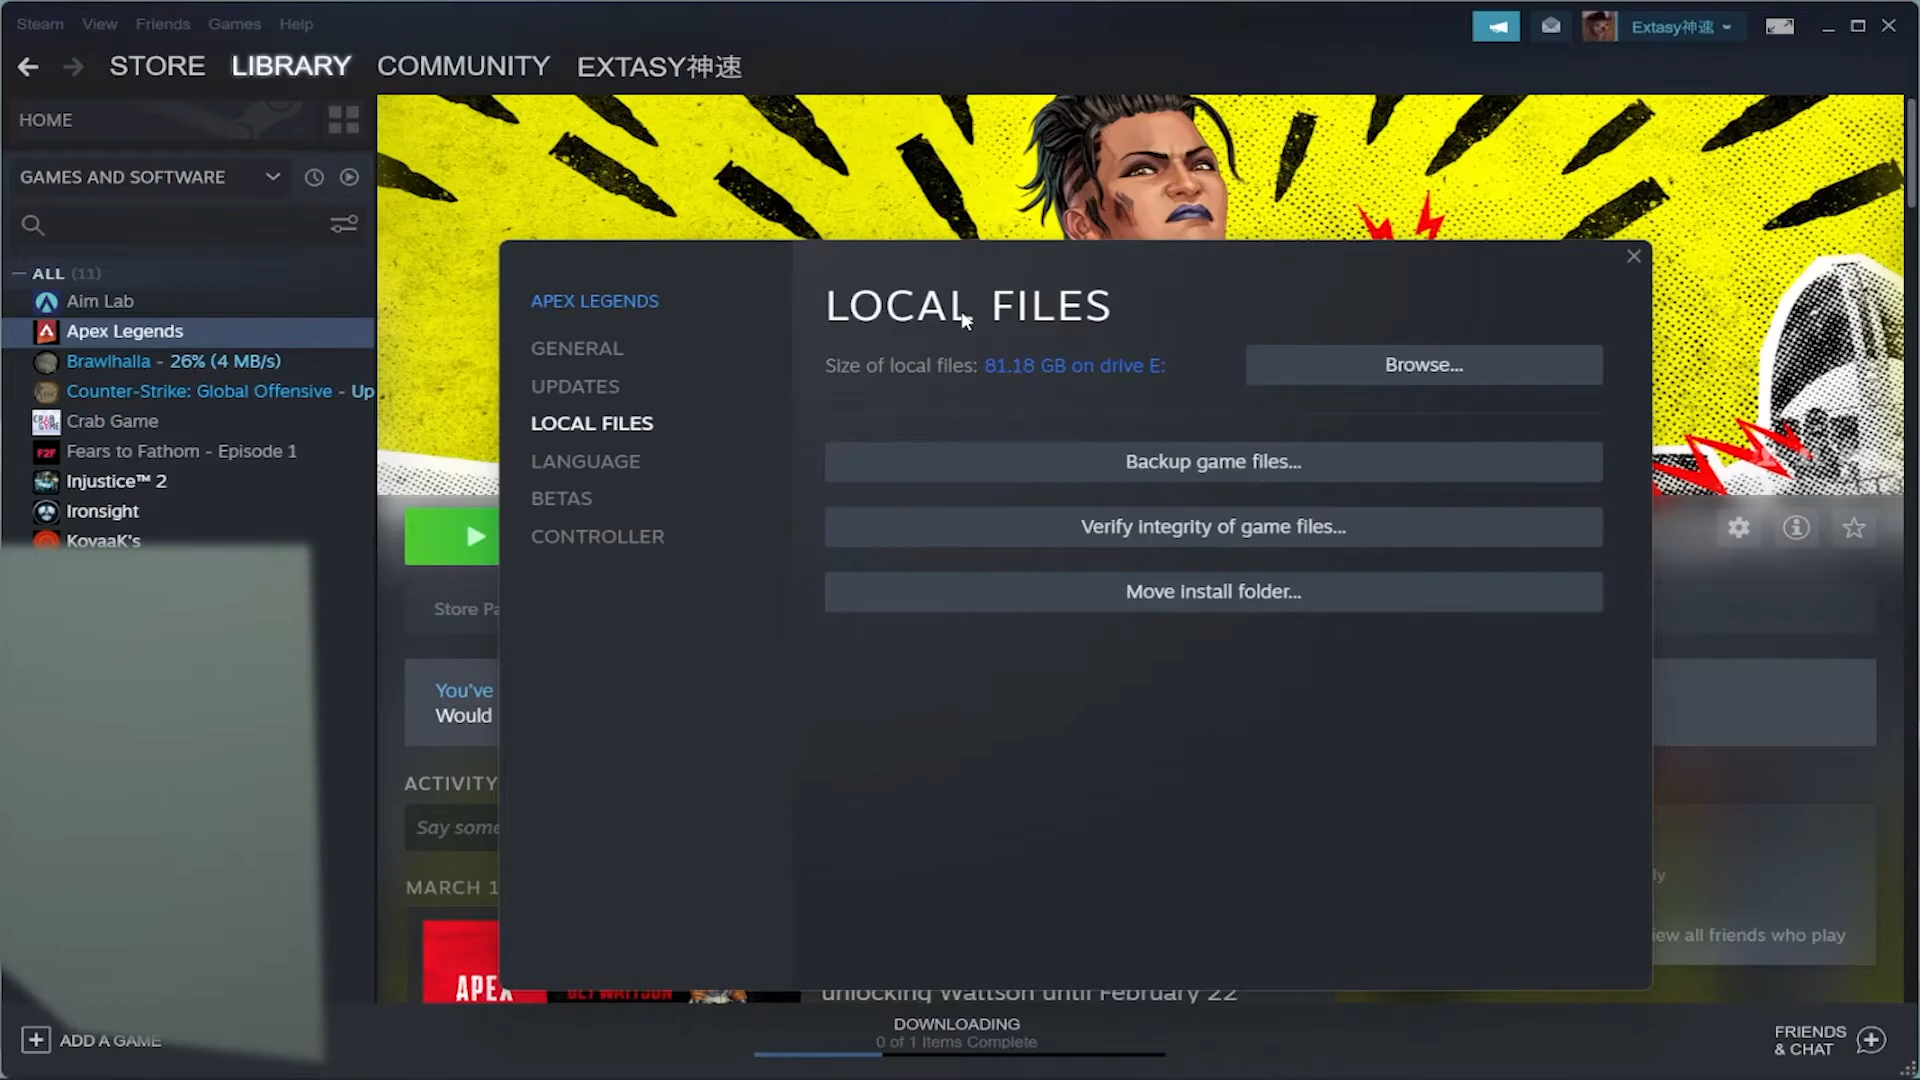 Steam View Friends Games Help
Extasy神速
STORE LIBRARY COMMUNITY EXTASY神速
HOME
GAMES AND SOFTWARE
ALL (11)
Aim Lab
Apex Legends
Brawlhalla - 26% (4 MB/s)
Counter-Strike: Global Offensive - Up
Crab Game
Fears to Fathom - Episode 1
Injustice™ 2
Ironsight
KovaaK's
APEX LEGENDS
GENERAL
UPDATES
LOCAL FILES
LANGUAGE
BETAS
CONTROLLER
LOCAL FILES
Size of local files: 81.18 GB on drive E:
Browse...
Backup game files...
Verify integrity of game files...
Move install folder...
Store Pa
You've
Would
ACTIVITY
Say some
MARCH 1
APEX
unlocking Wattson until February 22
ly
iew all friends who play
ADD A GAME
DOWNLOADING
0 of 1 Items Complete
FRIENDS
& CHAT